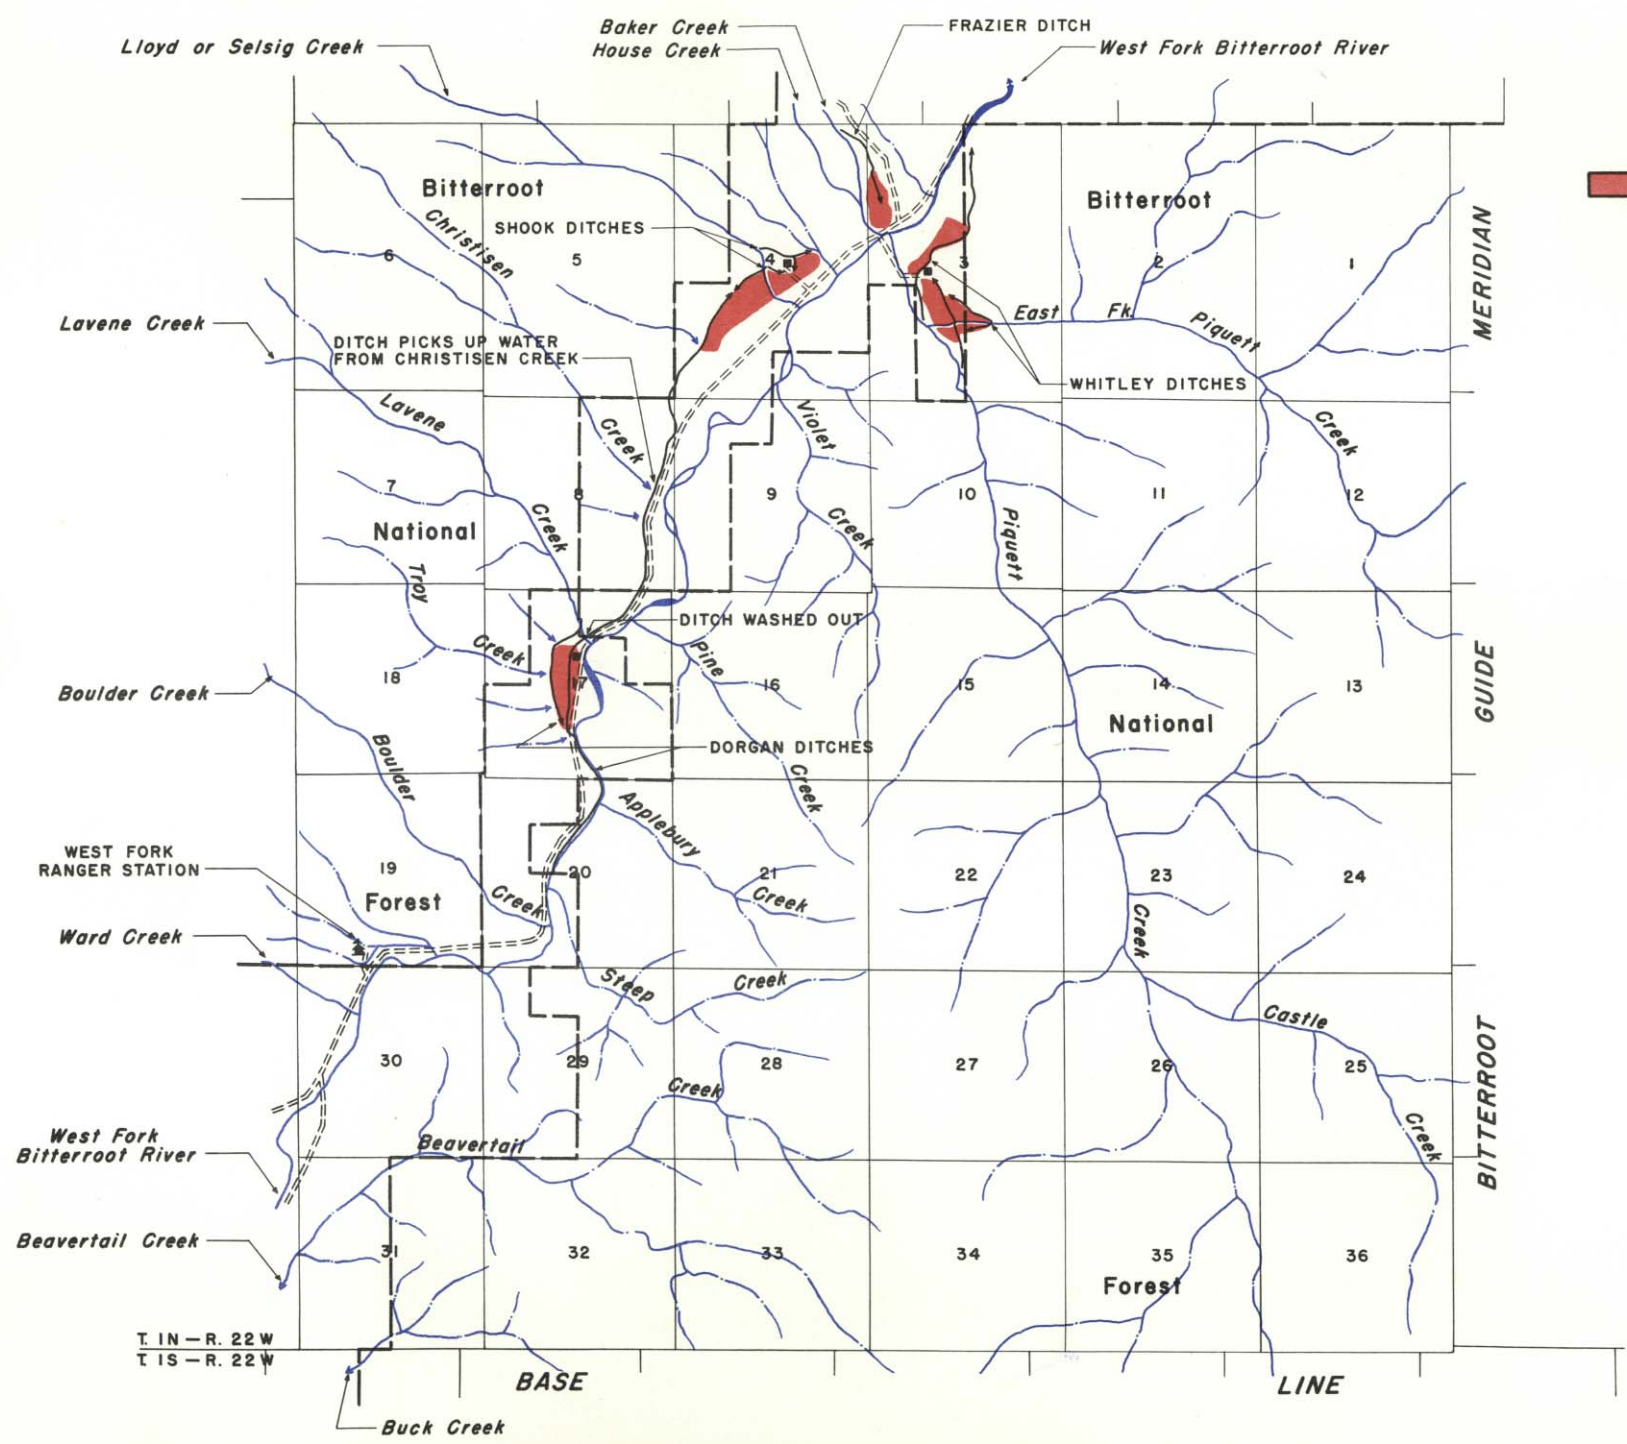 Baker Creek
FRAZIER DITCH
Lloyd or Selsig Creek
House Creek
West Fork Bitterroot River
Bitterroot
Bitterroot
Christisen
SHOOK DITCHES
MERIDIAN
6
5
4
3
2
1
Lavene Creek
East Fk. Piquett
DITCH PICKS UP WATER
FROM CHRISTISEN CREEK
WHITLEY DITCHES
Lavene
Creek
Violet
Creek
7
8
9
10
11
12
National
Creek
Creek
Piquett
Troy
DITCH WASHED OUT
Creek
Pine
GUIDE
18
17
16
15
14
13
Boulder Creek
National
Boulder
DORGAN DITCHES
Creek
Applebury
WEST FORK
RANGER STATION
19
20
21
22
23
24
Forest
Creek
Creek
Creek
Ward Creek
Steep
Creek
Castle
30
29
28
27
26
25
Creek
BITTERROOT
West Fork
Bitterroot River
Beavertail
Creek
Beavertail Creek
31
32
33
34
35
36
Forest
T. 1N — R. 22W
T. 1S — R. 22W
BASE
LINE
Buck Creek